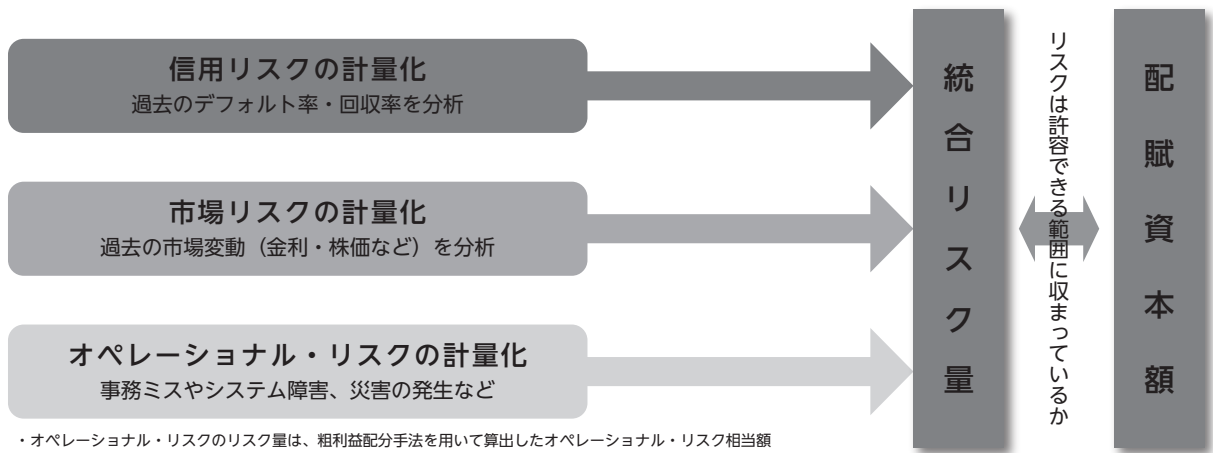 信用リスクの計量化
過去のデフォルト率・回収率を分析
市場リスクの計量化
過去の市場変動（金利・株価など）を分析
オペレーショナル・リスクの計量化
事務ミスやシステム障害、災害の発生など
・オペレーショナル・リスクのリスク量は、粗利益配分手法を用いて算出したオペレーショナル・リスク相当額
統合リスク量
リスクは許容できる範囲に収まっているか
配賦資本額